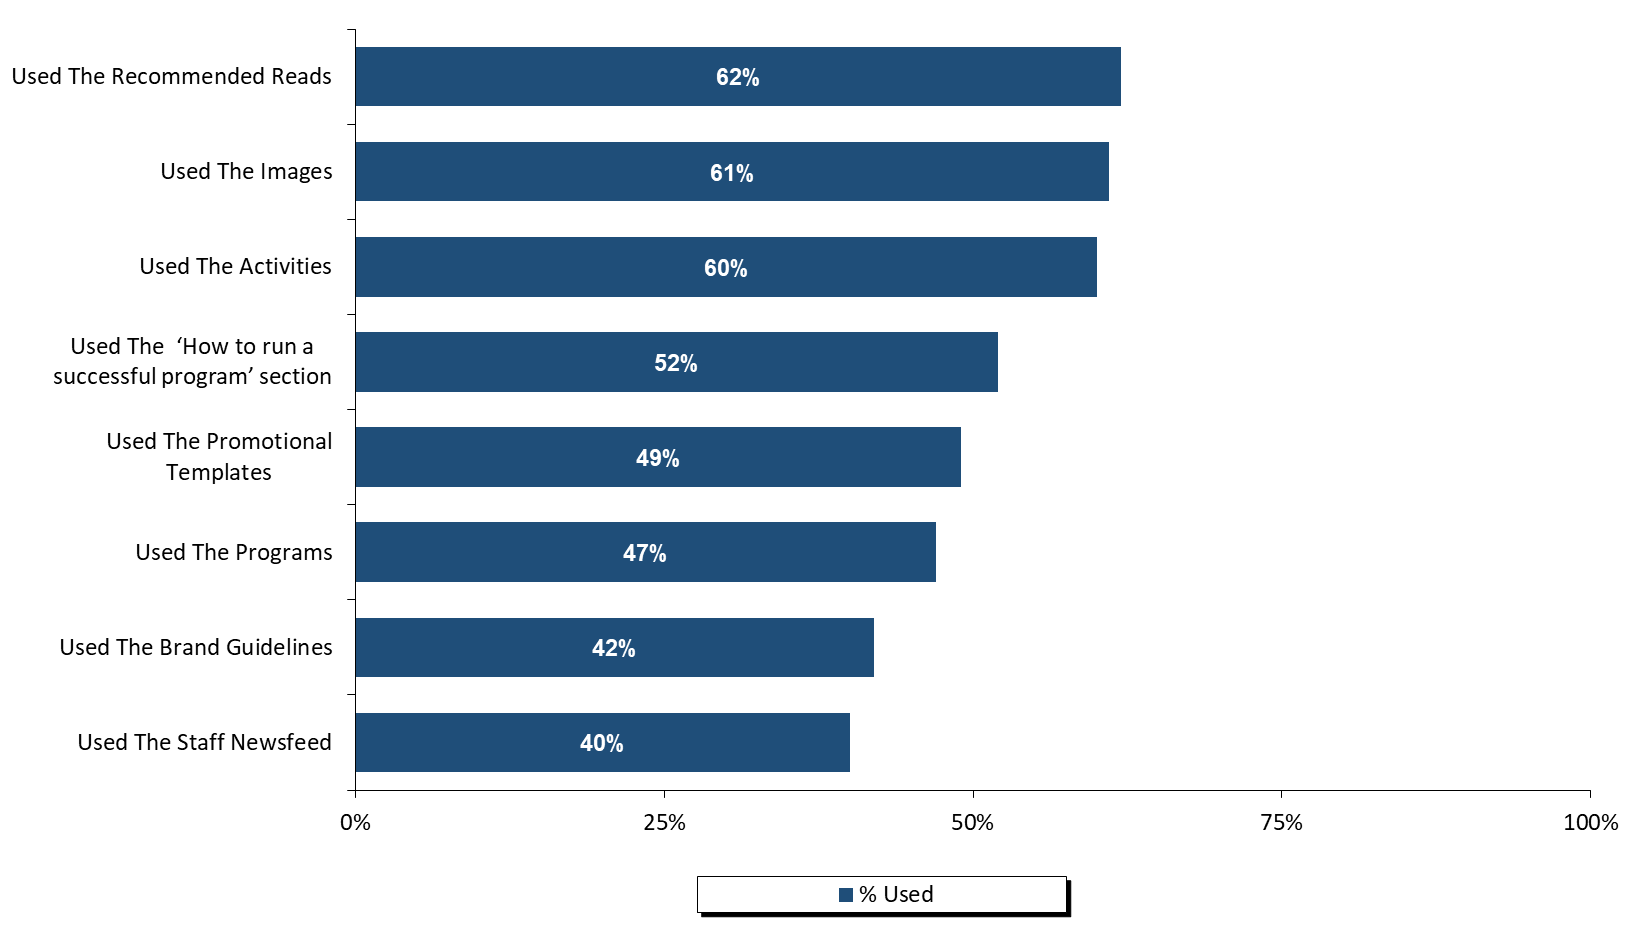 Used The Recommended Reads
62%
Used The Images
61%
Used The Activities
60%
Used The  ‘How to run a
successful program’ section
52%
Used The Promotional
Templates
49%
Used The Programs
47%
Used The Brand Guidelines
42%
Used The Staff Newsfeed
40%
0% 25% 50% 75% 100%
% Used